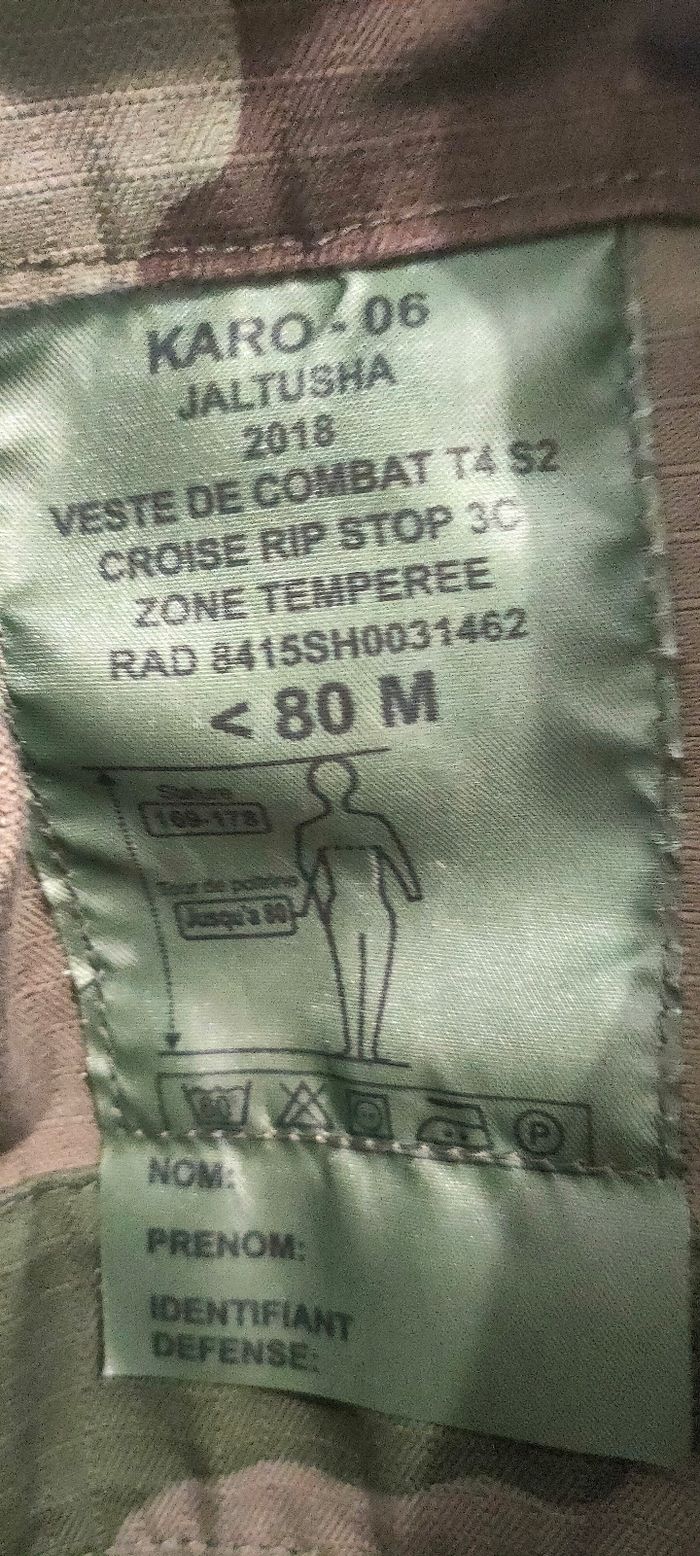 KARO - 06
JALTUSHA
2018
VESTE DE COMBAT T4 S2
CROISE RIP STOP 3C
ZONE TEMPEREE
RAD 8415SH0031462
< 80 M
Stature
169-178
Tour de poitrine
Jusqu'à 80
P
NOM:
PRENOM:
IDENTIFIANT
DEFENSE: